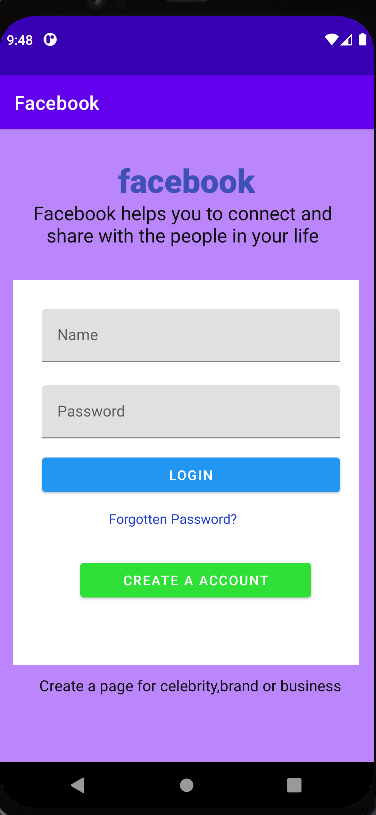 9:48
Facebook
facebook
Facebook helps you to connect and
share with the people in your life
Name
Password
LOGIN
Forgotten Password?
CREATE A ACCOUNT
Create a page for celebrity,brand or business